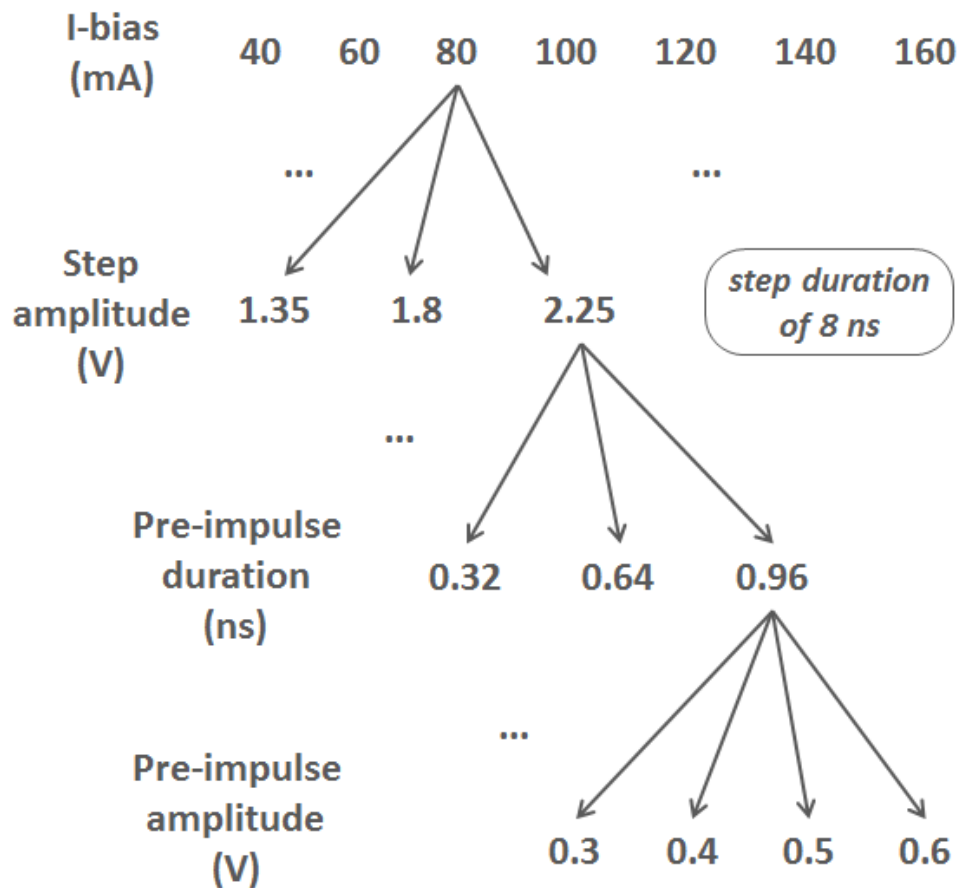 I-bias
(mA)
40 60 80 100 120 140 160
... ...
Step
amplitude
(V)
1.35 1.8 2.25
step duration
of 8 ns
...
Pre-impulse
duration
(ns)
0.32 0.64 0.96
...
Pre-impulse
amplitude
(V)
0.3 0.4 0.5 0.6